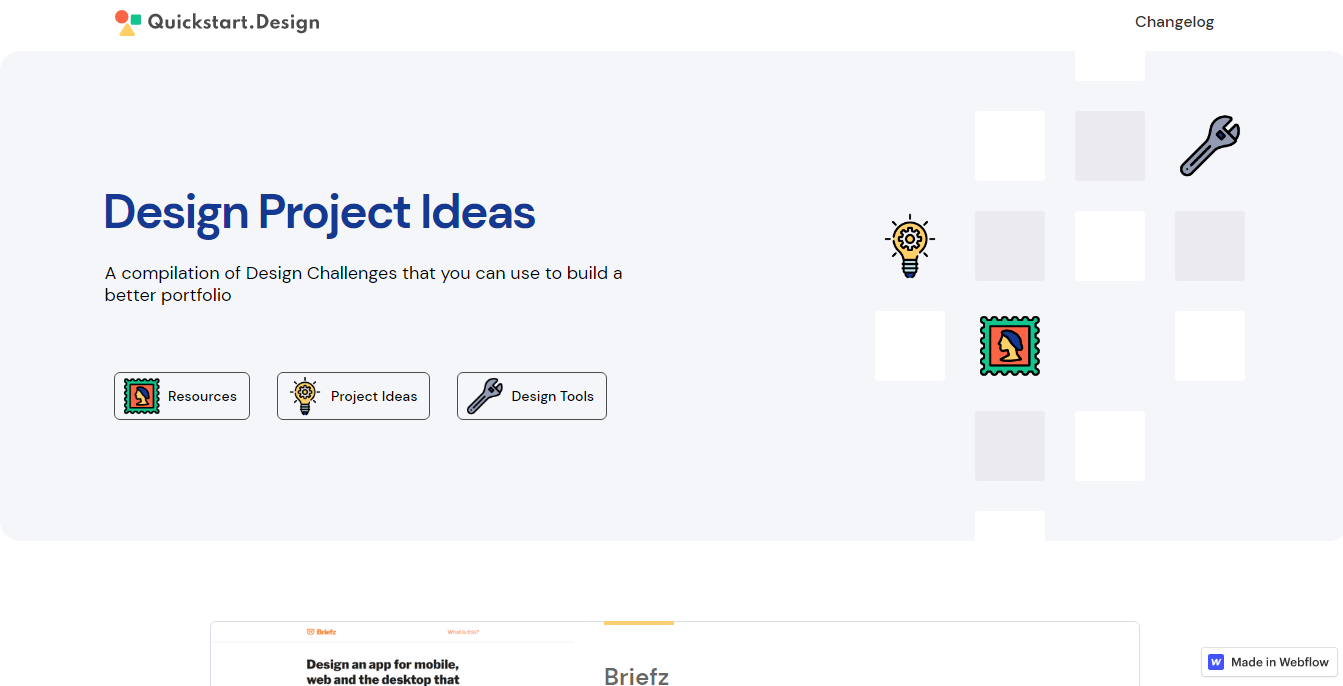 Quickstart.Design
Changelog
Design Project Ideas
A compilation of Design Challenges that you can use to build a
better portfolio
Resources
Project Ideas
Design Tools
Briefz
What is this?
Design an app for mobile,
web and the desktop that
Briefz
Made in Webflow